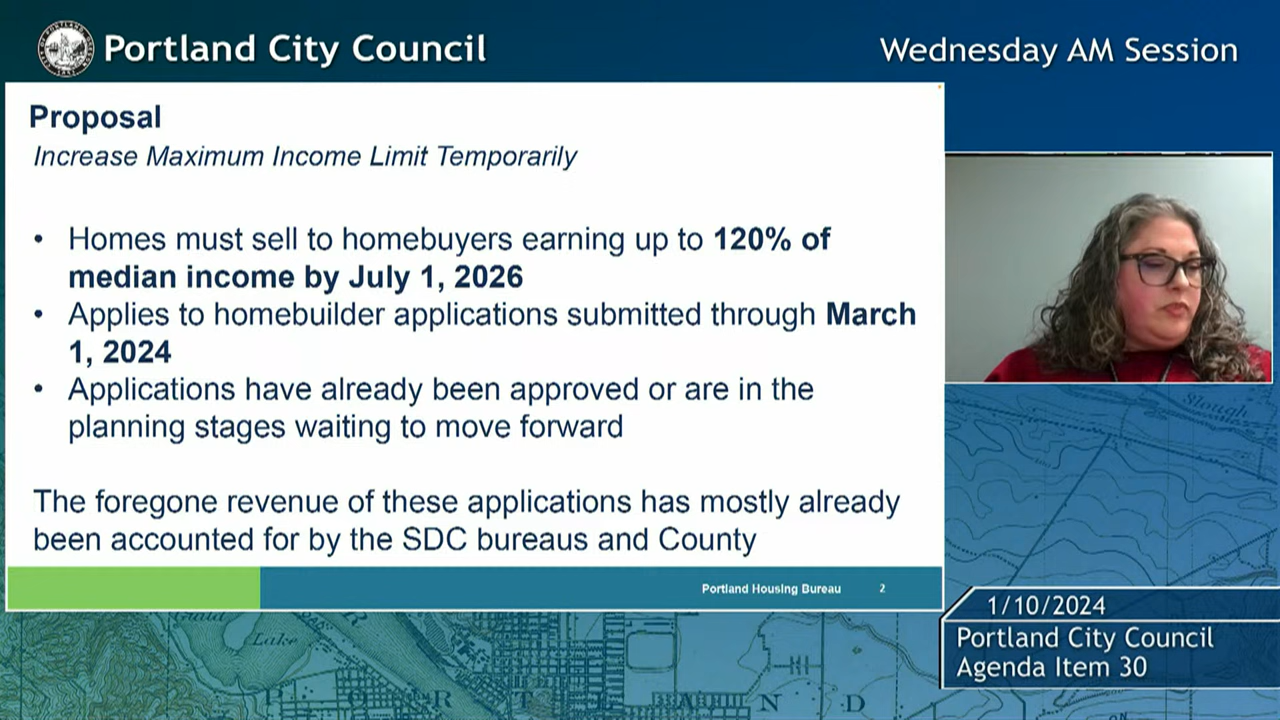 Portland City Council
Wednesday AM Session
Proposal
Increase Maximum Income Limit Temporarily
• Homes must sell to homebuyers earning up to 120% of
median income by July 1, 2026
• Applies to homebuilder applications submitted through March
1, 2024
• Applications have already been approved or are in the
planning stages waiting to move forward
The foregone revenue of these applications has mostly already
been accounted for by the SDC bureaus and County
Portland Housing Bureau 2
Slough
1/10/2024
Portland City Council
Agenda Item 30
Guild
Lake
P O R T L A N D